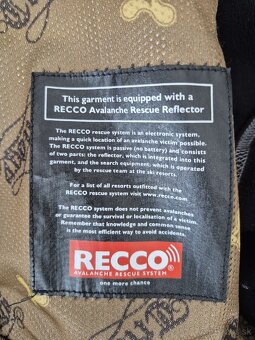 This garment is equipped with a
RECCO Avalanche Rescue Reflector
The RECCO rescue system is an electronic system,
making a quick location of an avalanche victim possible.
The RECCO system is passive (no battery) and consists
of two parts: the reflector, which is integrated into this
garment, and the search equipment, which is operated
by the rescue team at the ski resorts.
For a list of all resorts outfitted with the
RECCO rescue system visit www.recco.com
The RECCO system does not prevent avalanches
or guarantee the survival or localisation of a victim.
Remember that knowledge and common sense
is the most efficient way to avoid accidents.
RECCO®
AVALANCHE RESCUE SYSTEM
one more chance